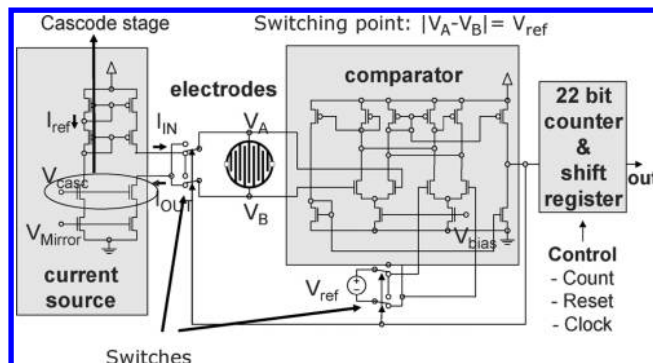 Cascode stage
Switching point: |VA-VB|= Vref
electrodes
comparator
Iref
IIN
VA
22 bit
counter
&
shift
register
out
Vcasc
IOUT
VB
VMirror
Vbias
current
source
Vref
Control
- Count
- Reset
- Clock
Switches